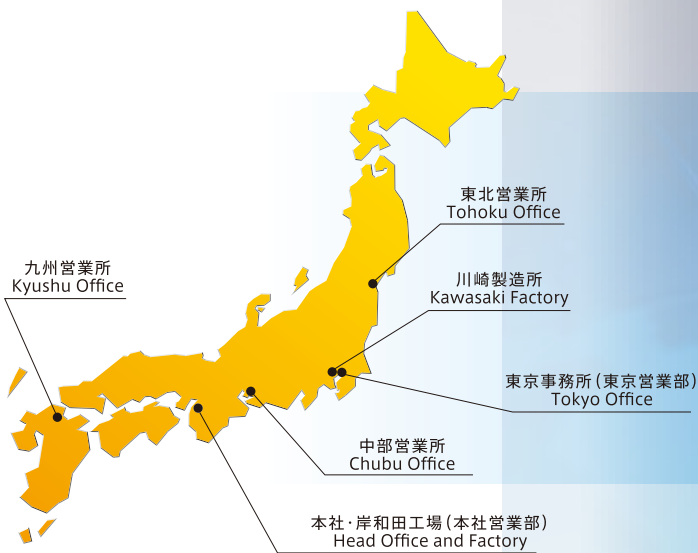 東北営業所
Tohoku Office
九州営業所
Kyushu Office
川崎製造所
Kawasaki Factory
東京事務所（東京営業部）
Tokyo Office
中部営業所
Chubu Office
本社・岸和田工場（本社営業部）
Head Office and Factory